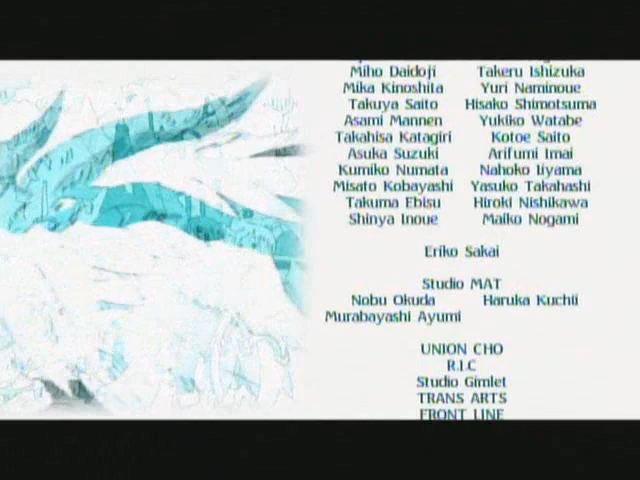 Miho Daidoji Takeru Ishizuka
Mika Kinoshita Yuri Naminoue
Takuya Saito Hisako Shimotsuma
Asami Mannen Yukiko Watabe
Takahisa Katagiri Kotoe Saito
Asuka Suzuki Arifumi Imai
Kumiko Numata Nahoko Iiyama
Misato Kobayashi Yasuko Takahashi
Takuma Ebisu Hiroki Nishikawa
Shinya Inoue Maiko Nogami
Eriko Sakai
Studio MAT
Nobu Okuda Haruka Kuchii
Murabayashi Ayumi
UNION CHO
R.I.C
Studio Gimlet
TRANS ARTS
FRONT LINE